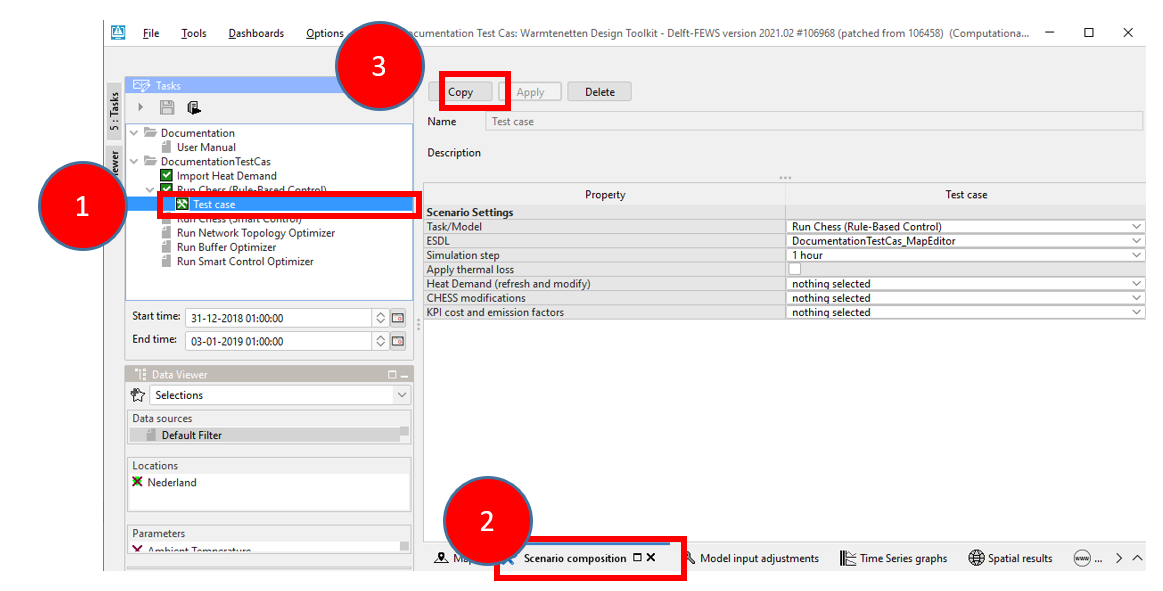 File Tools Dashboards Options
cumentation Test Cas: Warmtenetten Design Toolkit - Delft-FEWS version 2021.02 #106968 (patched from 106458) (Computationa...
3
Tasks
5 : Tasks
Copy Apply Delete
Name Test case
Description
Documentation
User Manual
DocumentationTestCas
Import Heat Demand
Run Chess (Rule-Based Control)
1
Test case
Run Chess (Smart Control)
Run Network Topology Optimizer
Run Buffer Optimizer
Run Smart Control Optimizer
Property Test case
Scenario Settings
Task/Model Run Chess (Rule-Based Control)
ESDL DocumentationTestCas_MapEditor
Simulation step 1 hour
Apply thermal loss
Heat Demand (refresh and modify) nothing selected
CHESS modifications nothing selected
KPI cost and emission factors nothing selected
Start time: 31-12-2018 01:00:00
End time: 03-01-2019 01:00:00
Data Viewer
Selections
Data sources
Default Filter
Locations
Nederland
Parameters
Ambient Temperature
2
Scenario composition Model input adjustments Time Series graphs Spatial results www ...